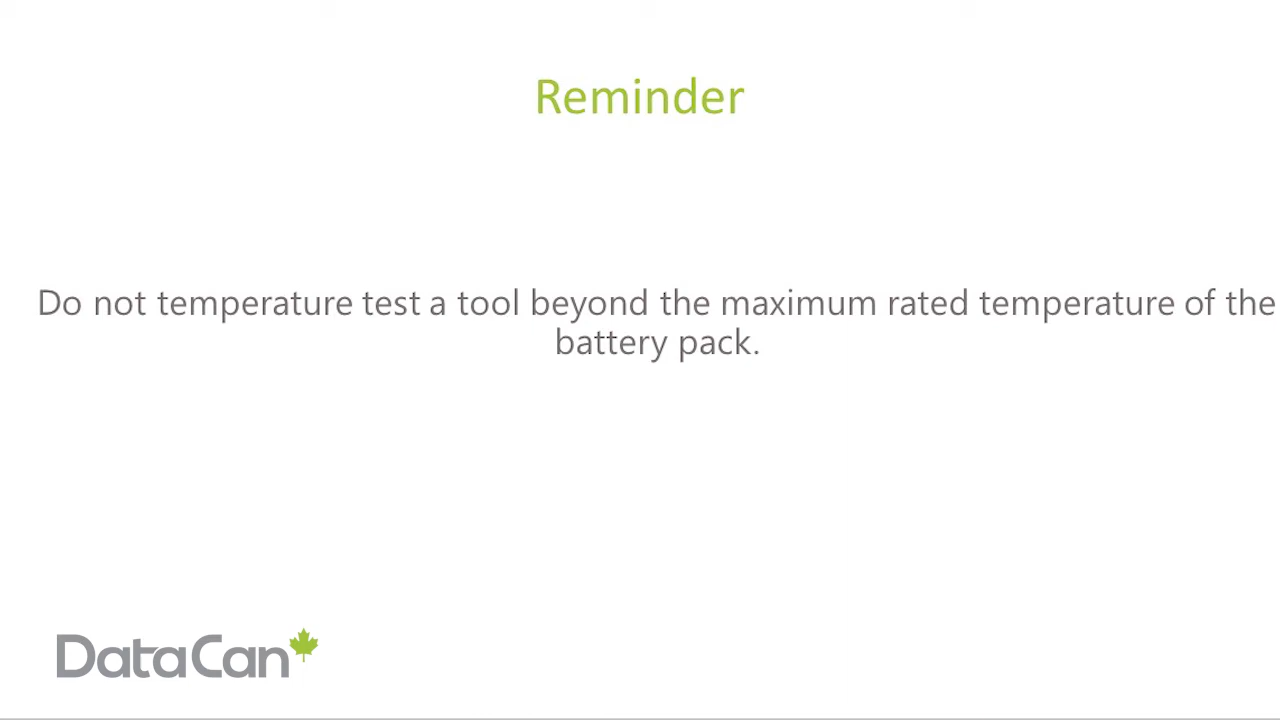 Reminder
Do not temperature test a tool beyond the maximum rated temperature of the
battery pack.
DataCan